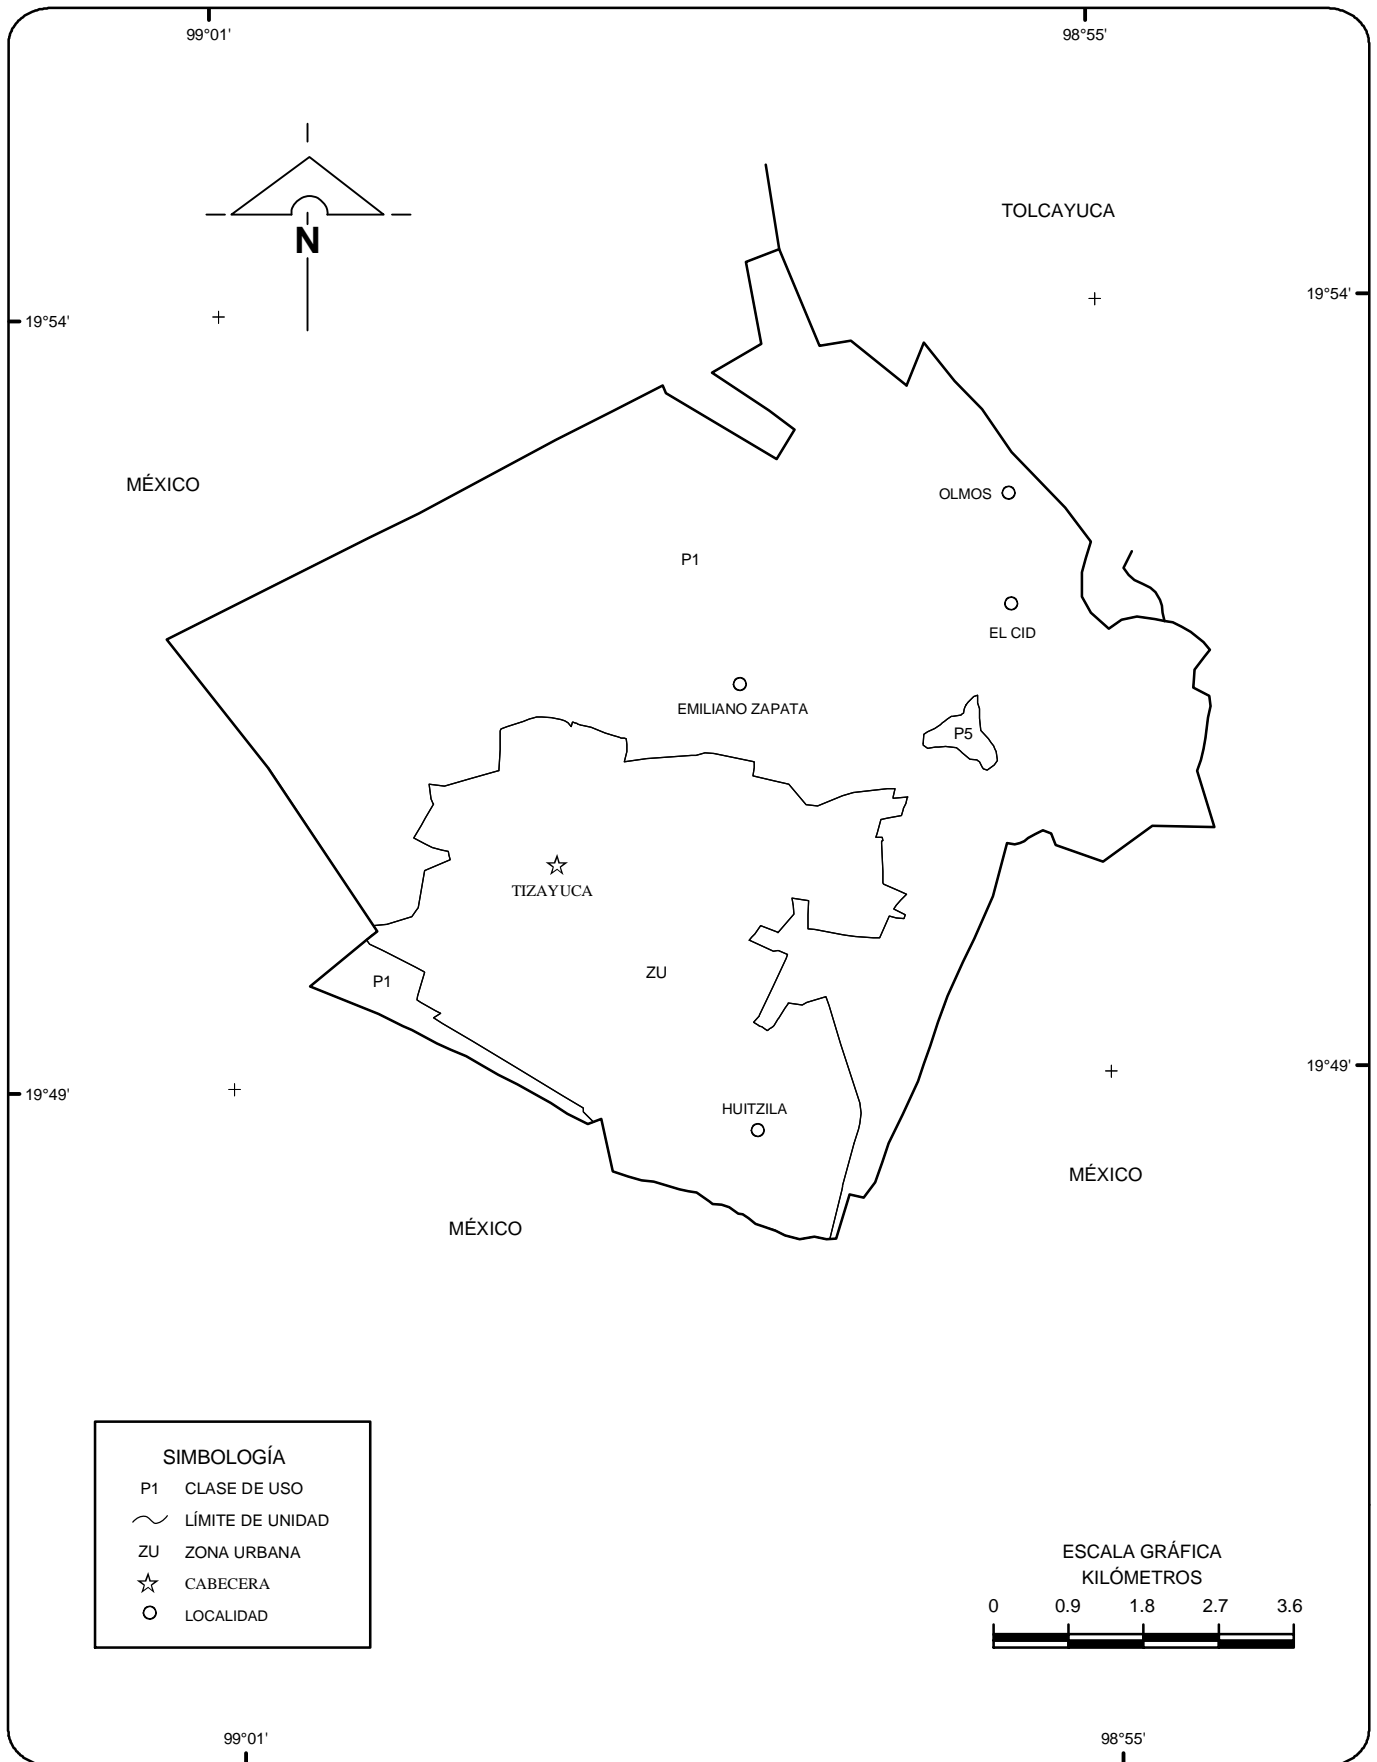 99°01'
98°55'
TOLCAYUCA
N
19°54'
19°54'
MÉXICO
OLMOS
P1
EL CID
EMILIANO ZAPATA
P5
TIZAYUCA
ZU
P1
19°49'
19°49'
HUITZILA
MÉXICO
MÉXICO
SIMBOLOGÍA
P1 CLASE DE USO
LÍMITE DE UNIDAD
ZU ZONA URBANA
CABECERA
LOCALIDAD
ESCALA GRÁFICA
KILÓMETROS
0 0.9 1.8 2.7 3.6
99°01'
98°55'